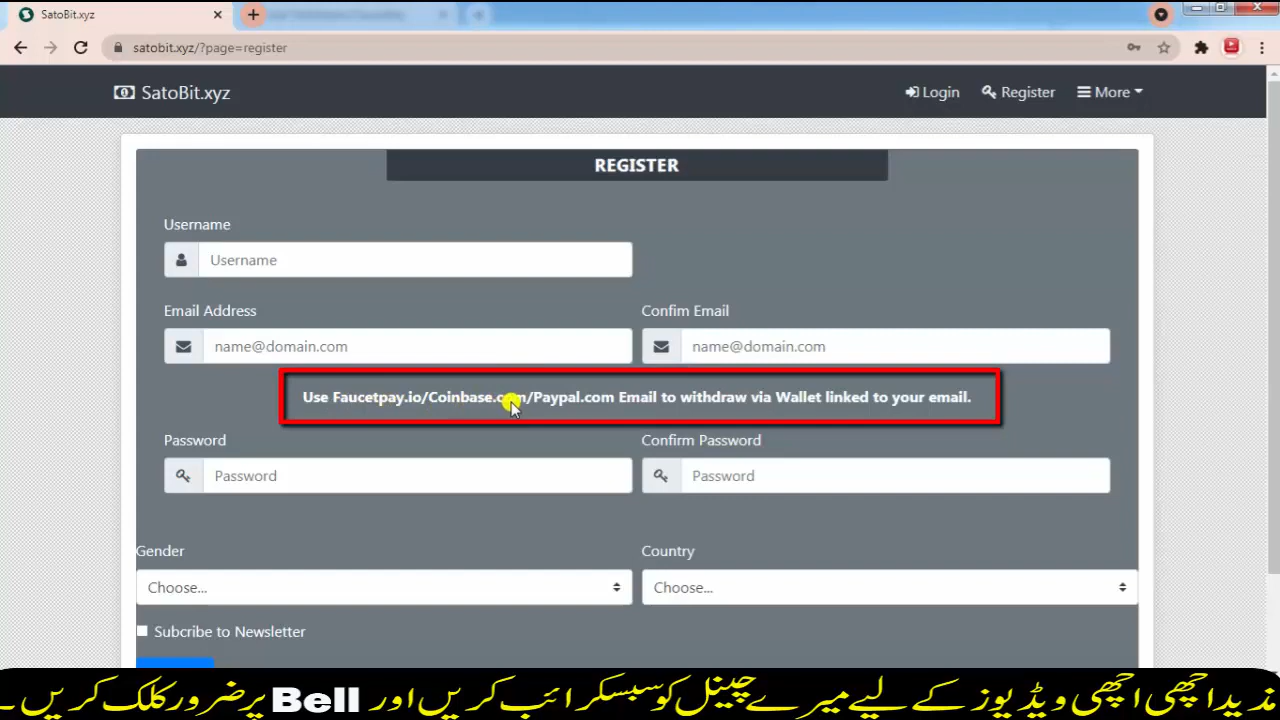 SatoBit.xyz
satobit.xyz/?page=register
SatoBit.xyz
Login
Register
More
REGISTER
Username
Username
Email Address
Confim Email
name@domain.com
name@domain.com
Use Faucetpay.io/Coinbase.com/Paypal.com Email to withdraw via Wallet linked to your email.
Password
Confirm Password
Password
Password
Gender
Country
Choose...
Choose...
Subcribe to Newsletter
مذید اچھی اچھی ویڈیوز کے لیے میرے چینل کو سبسکرائب کریں اور Bell پر ضرور کلک کریں۔